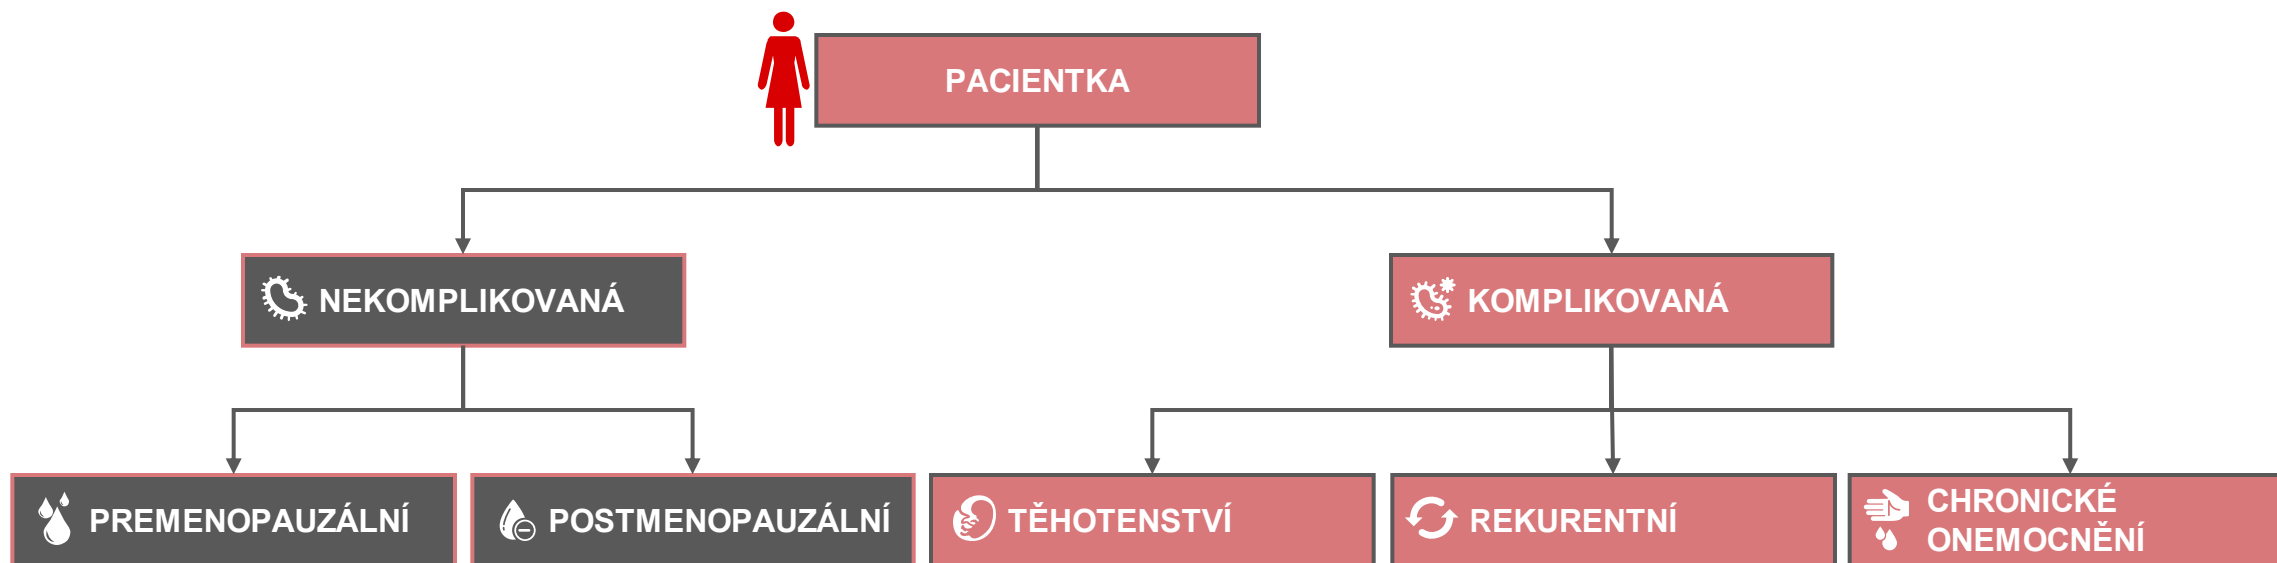 PACIENTKA
NEKOMPLIKOVANÁ
KOMPLIKOVANÁ
PREMENOPAUZÁLNÍ
POSTMENOPAUZÁLNÍ
TĚHOTENSTVÍ
REKURENTNÍ
CHRONICKÉ
ONEMOCNĚNÍ